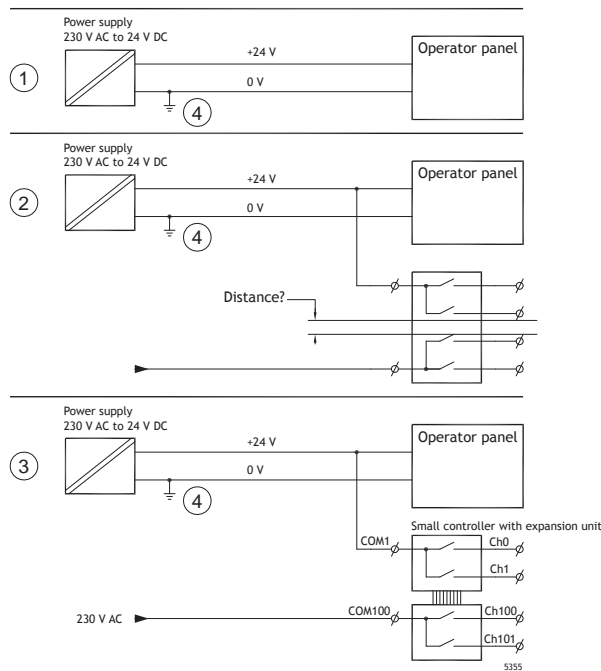 Power supply
230 V AC to 24 V DC
+24 V
Operator panel
1
0 V
4
Power supply
230 V AC to 24 V DC
+24 V
Operator panel
2
0 V
4
Distance?
Power supply
230 V AC to 24 V DC
+24 V
Operator panel
3
0 V
4
Small controller with expansion unit
COM1
Ch0
Ch1
230 V AC
COM100
Ch100
Ch101
5355